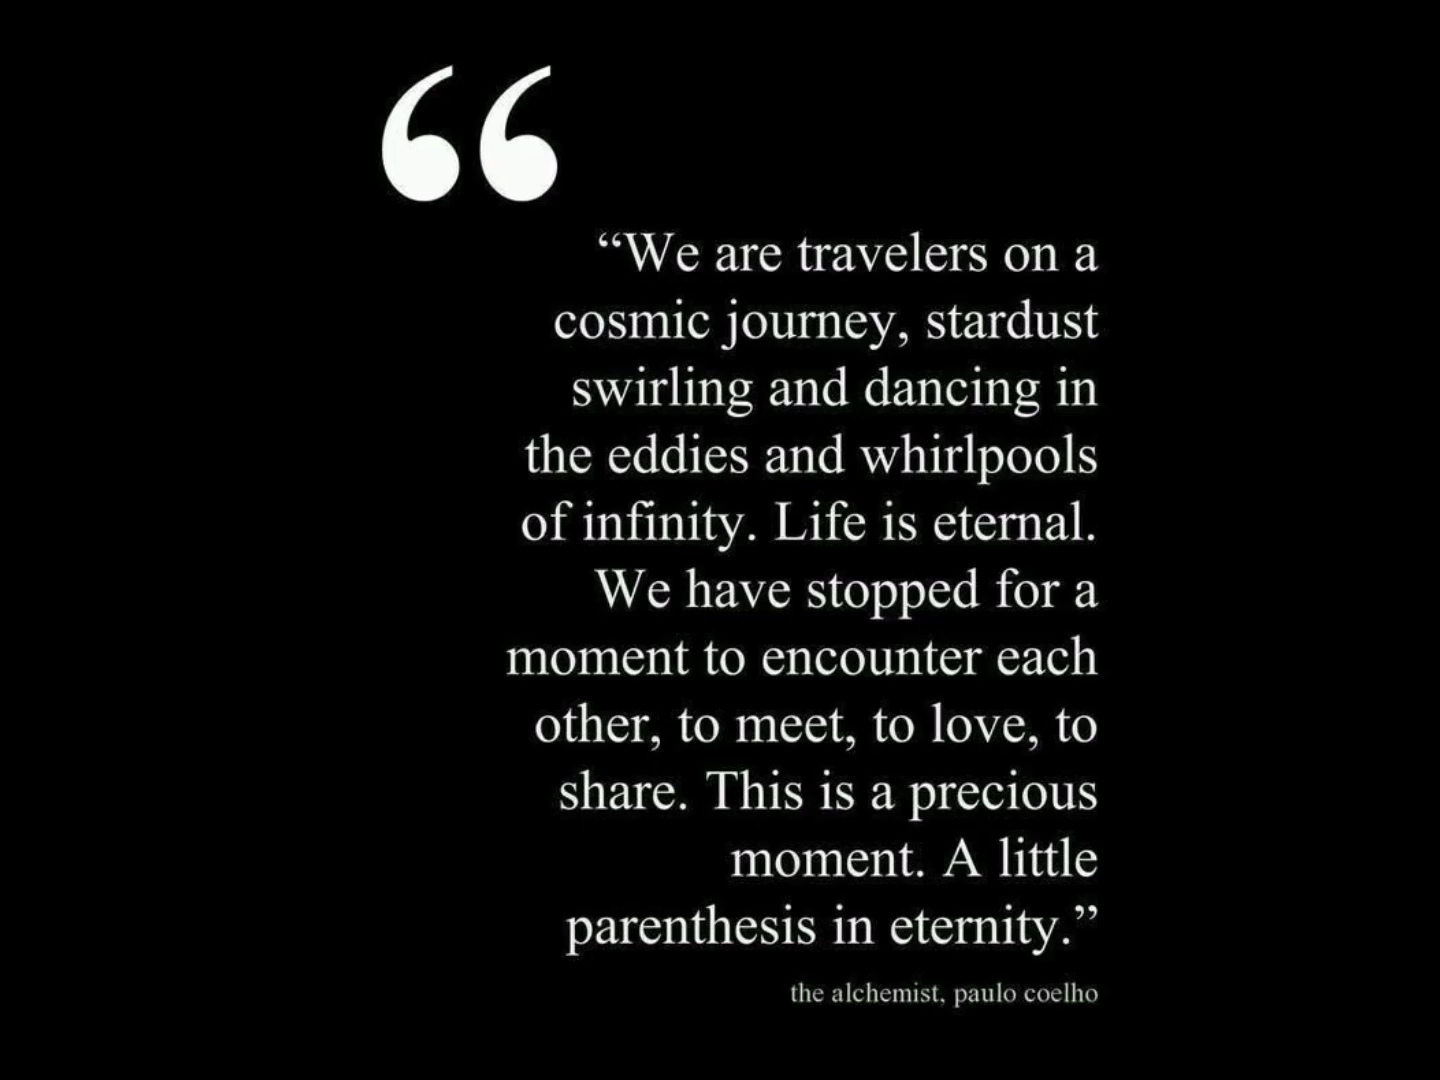 “
“We are travelers on a
cosmic journey, stardust
swirling and dancing in
the eddies and whirlpools
of infinity. Life is eternal.
We have stopped for a
moment to encounter each
other, to meet, to love, to
share. This is a precious
moment. A little
parenthesis in eternity.”
the alchemist, paulo coelho